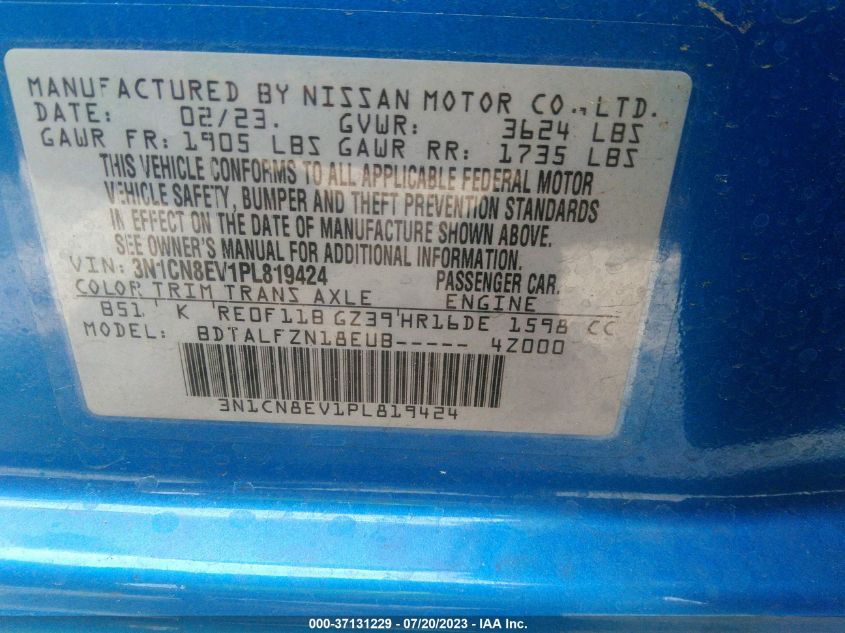 MANUFACTURED BY NISSAN MOTOR CO., LTD.
DATE: 02/23. GVWR: 3624 LBS
GAWR FR: 1905 LBS GAWR RR: 1735 LBS
THIS VEHICLE CONFORMS TO ALL APPLICABLE FEDERAL MOTOR
VEHICLE SAFETY, BUMPER AND THEFT PREVENTION STANDARDS
IN EFFECT ON THE DATE OF MANUFACTURE SHOWN ABOVE.
SEE OWNER'S MANUAL FOR ADDITIONAL INFORMATION.
VIN: 3N1CN8EV1PL819424 PASSENGER CAR.
COLOR TRIM TRANS AXLE ENGINE
B51 ' K 'RE0F11B GZ39'HR16DE 1598 CC
MODEL: BDTALFZN18EUB----- 4Z000
3N1CN8EV1PL819424
000-37131229 - 07/20/2023 - IAA Inc.